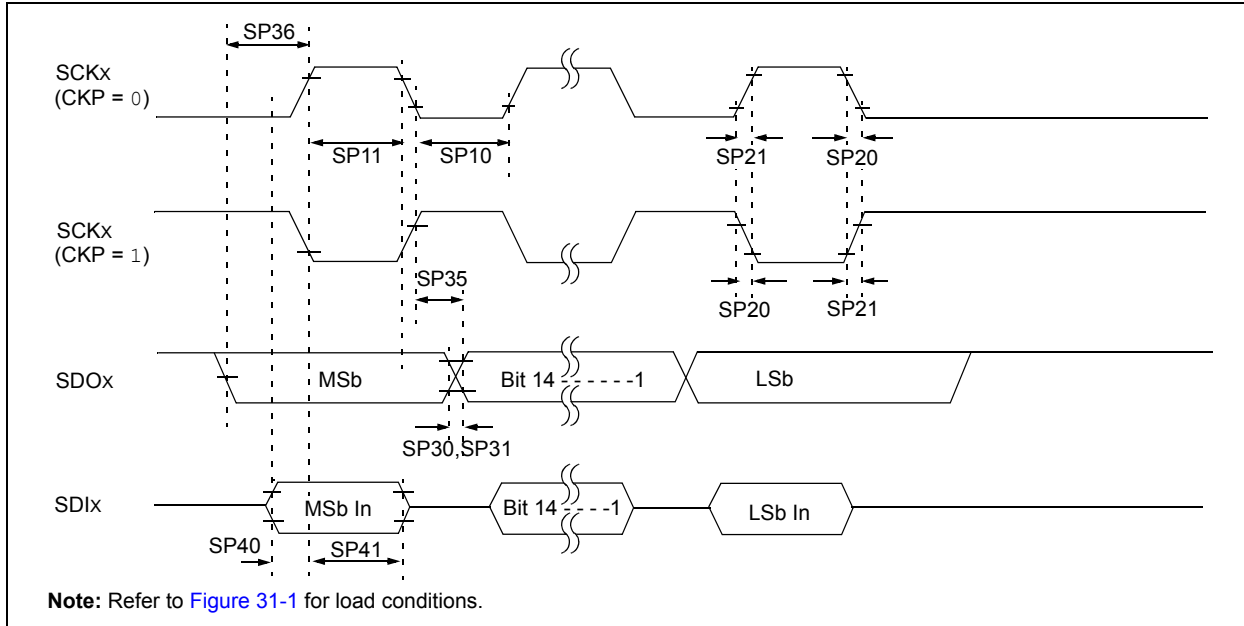 SP36
SCKx
(CKP = 0)
SP11
SP10
SP21
SP20
SCKx
(CKP = 1)
SP35
SP20
SP21
SDOx
MSb
Bit 14 - - - - - -1
LSb
SP30,SP31
SDIx
MSb In
Bit 14 - - - -1
LSb In
SP40
SP41
Note: Refer to Figure 31-1 for load conditions.